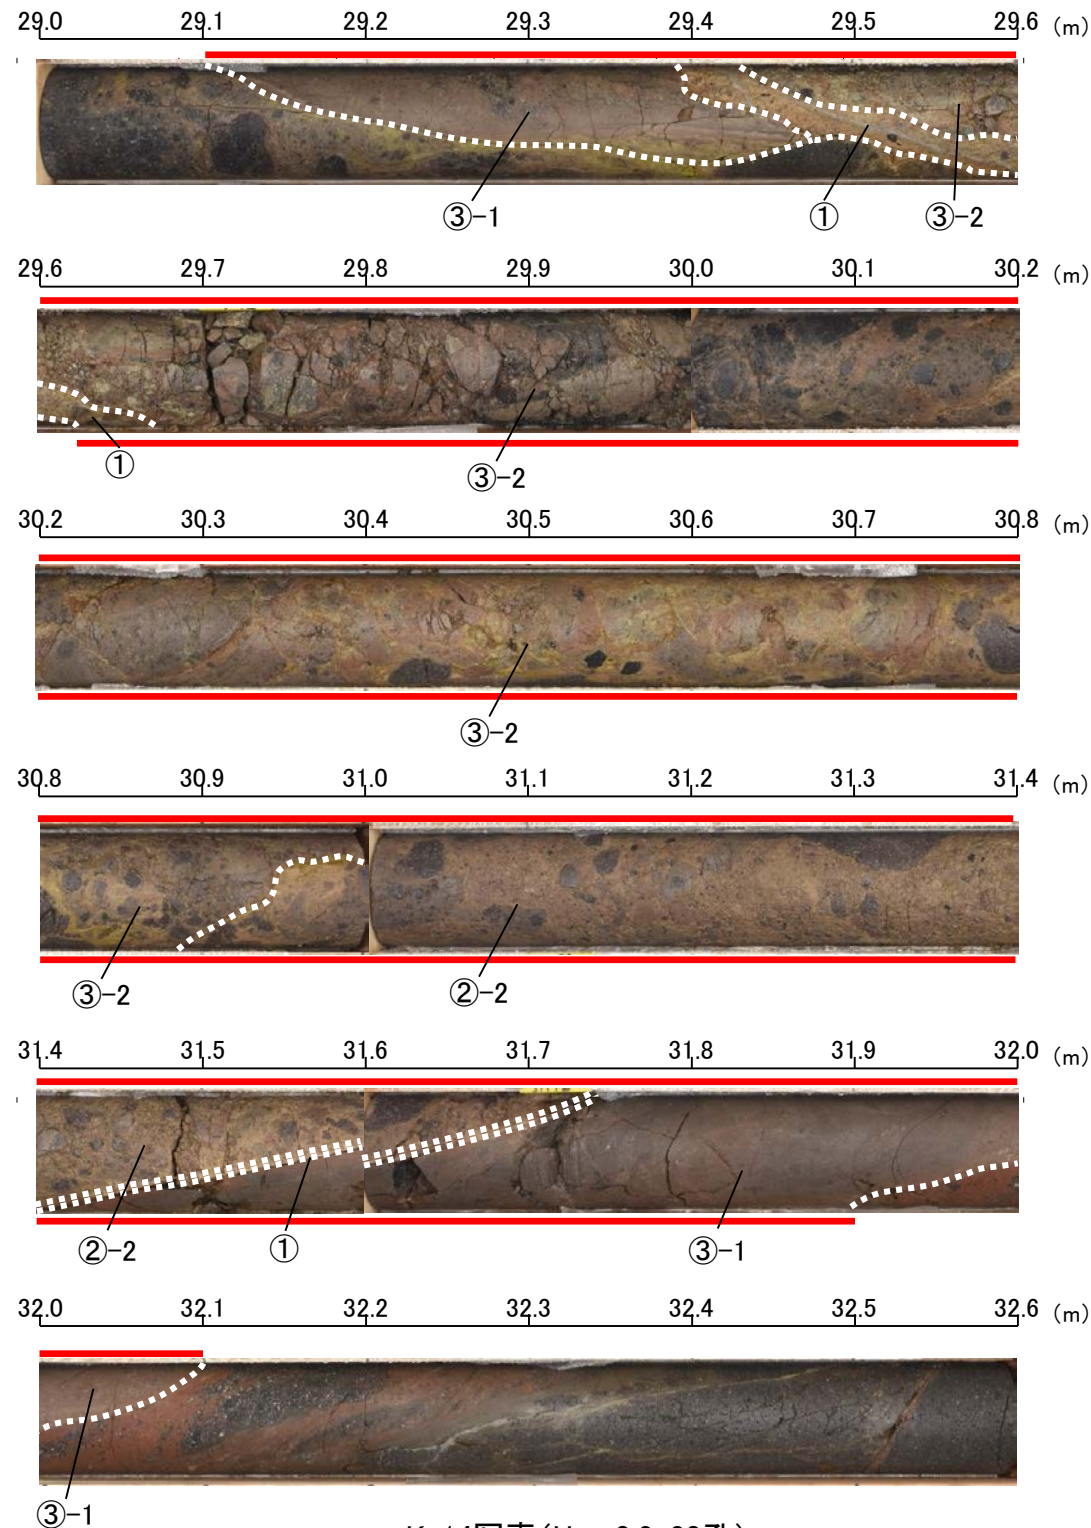 29.0 29.1 29.2 29.3 29.4 29.5 29.6 (m)
③-1 ① ③-2
29.6 29.7 29.8 29.9 30.0 30.1 30.2 (m)
① ③-2
30.2 30.3 30.4 30.5 30.6 30.7 30.8 (m)
③-2
30.8 30.9 31.0 31.1 31.2 31.3 31.4 (m)
③-2 ②-2
31.4 31.5 31.6 31.7 31.8 31.9 32.0 (m)
②-2 ① ③-1
32.0 32.1 32.2 32.3 32.4 32.5 32.6 (m)
③-1